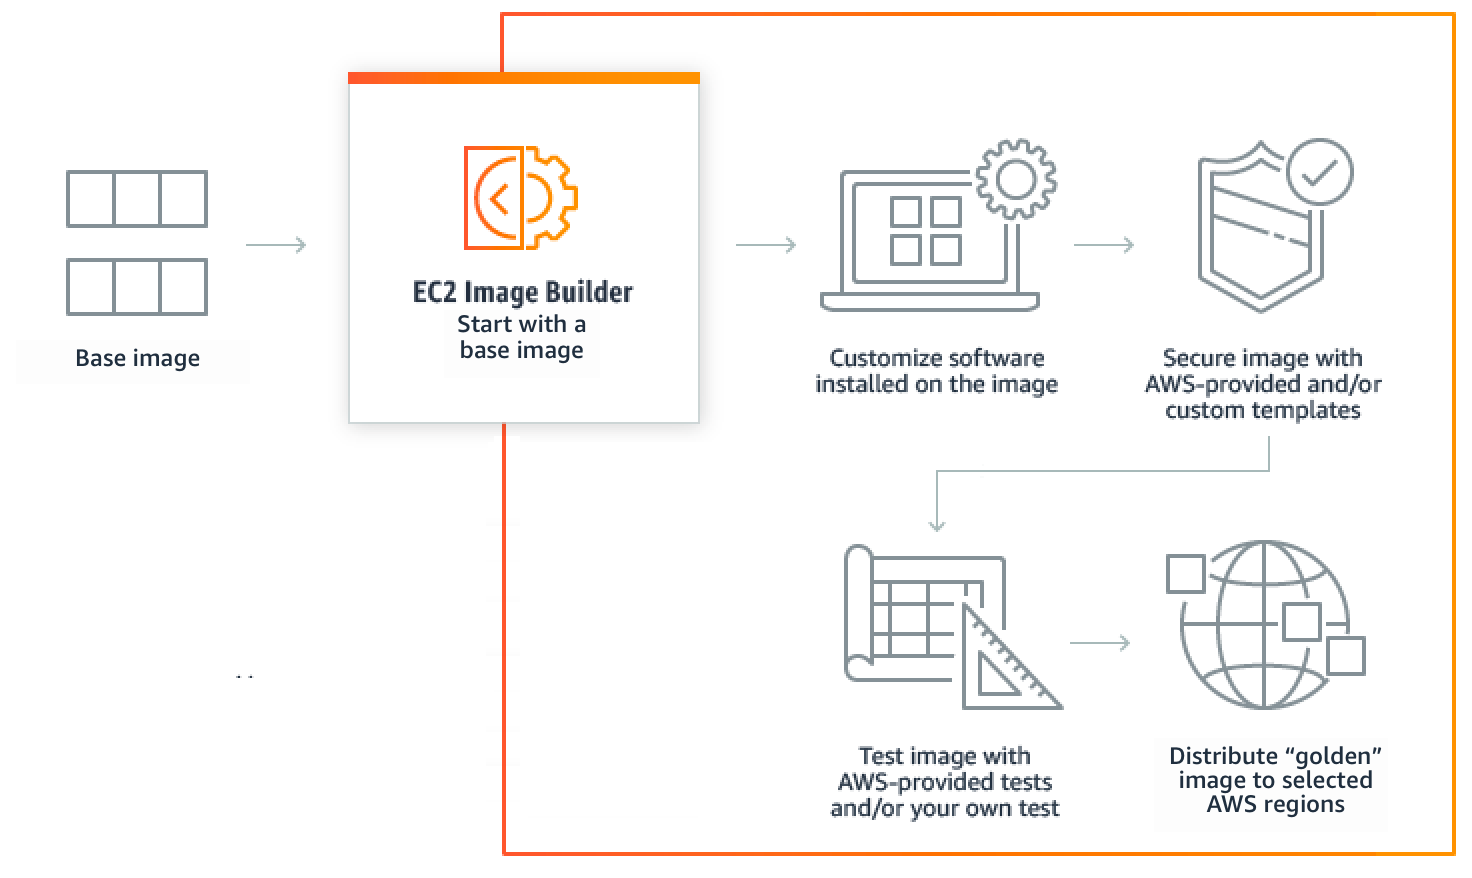 Base image
EC2 Image Builder
Start with a
base image
Customize software
installed on the image
Secure image with
AWS-provided and/or
custom templates
Test image with
AWS-provided tests
and/or your own test
Distribute “golden”
image to selected
AWS regions